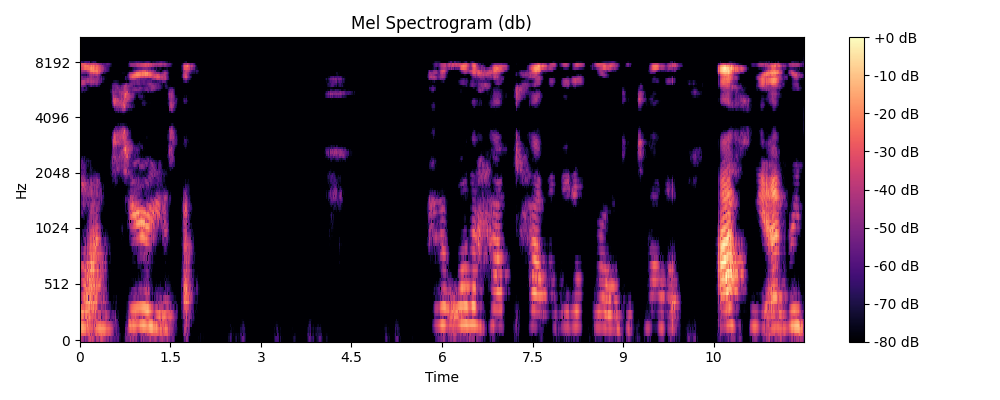 Mel Spectrogram (db)
+0 dB
-10 dB
-20 dB
-30 dB
-40 dB
-50 dB
-60 dB
-70 dB
-80 dB
8192
4096
2048
1024
512
0
Hz
0 1.5 3 4.5 6 7.5 9 10
Time